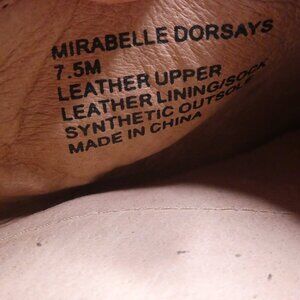 MIRABELLE DORSAYS
7.5M
LEATHER UPPER
LEATHER LINING/SOCK
SYNTHETIC OUTSOLE
MADE IN CHINA